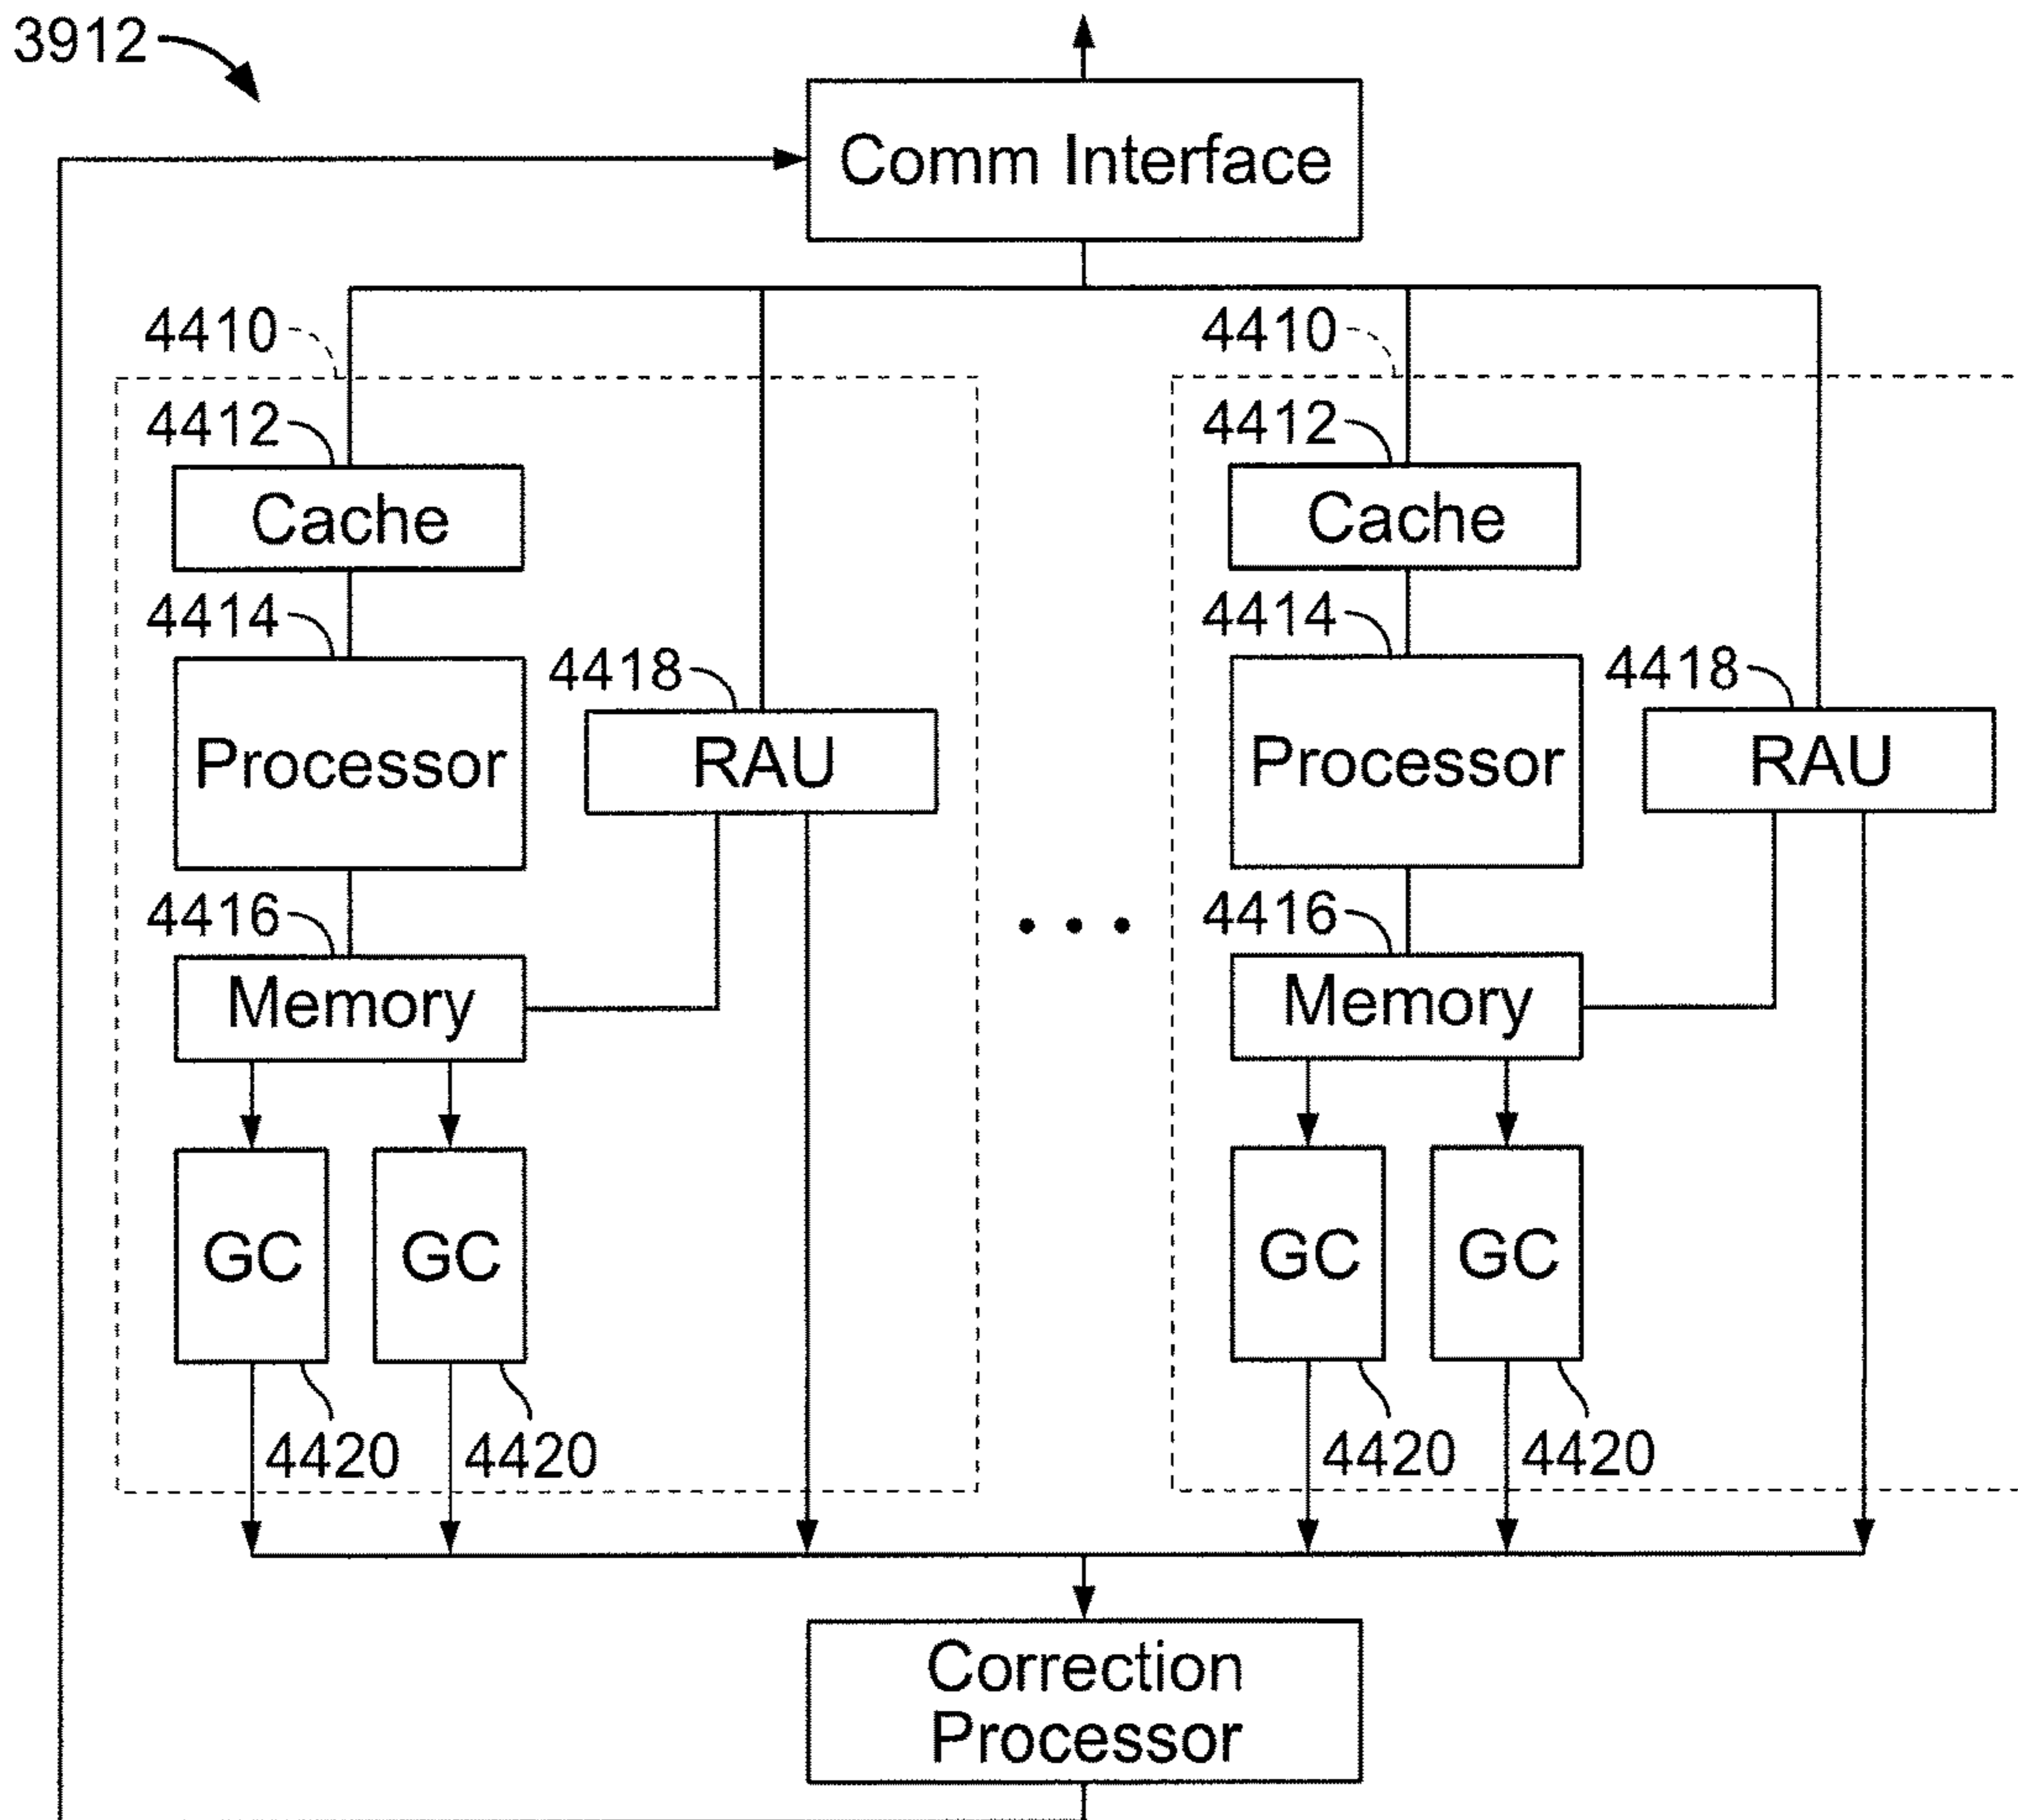 3912
Comm Interface
4410
4410
4412
4412
Cache
Cache
4414
4414
4418
4418
Processor
RAU
Processor
RAU
4416
4416
Memory
Memory
GC
GC
GC
GC
4420
4420
4420
4420
Correction
Processor